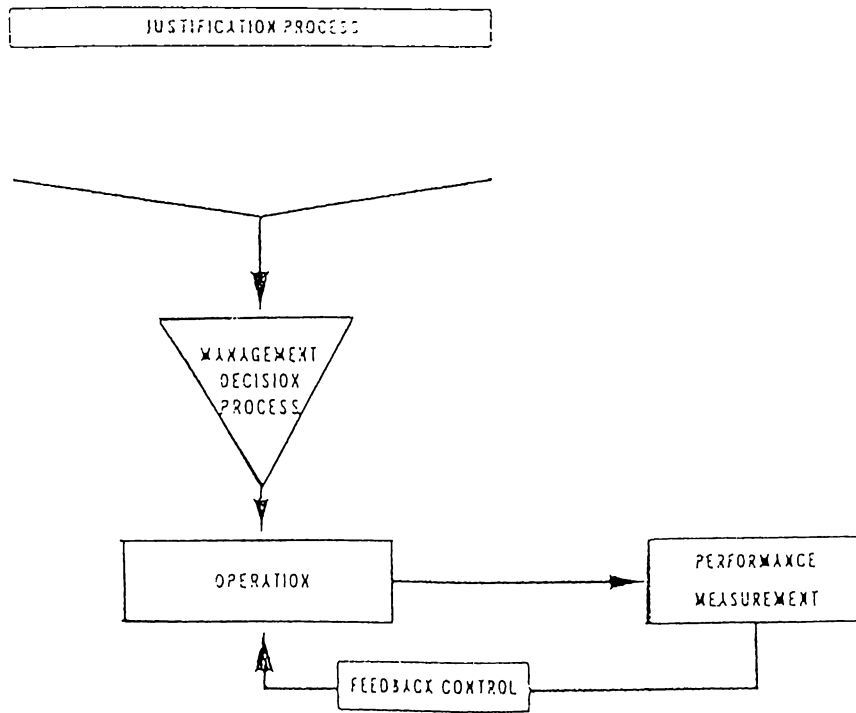 JUSTIFICATION PROCESS
MANAGEMENT
DECISION
PROCESS
OPERATION
PERFORMANCE
MEASUREMENT
FEEDBACK CONTROL